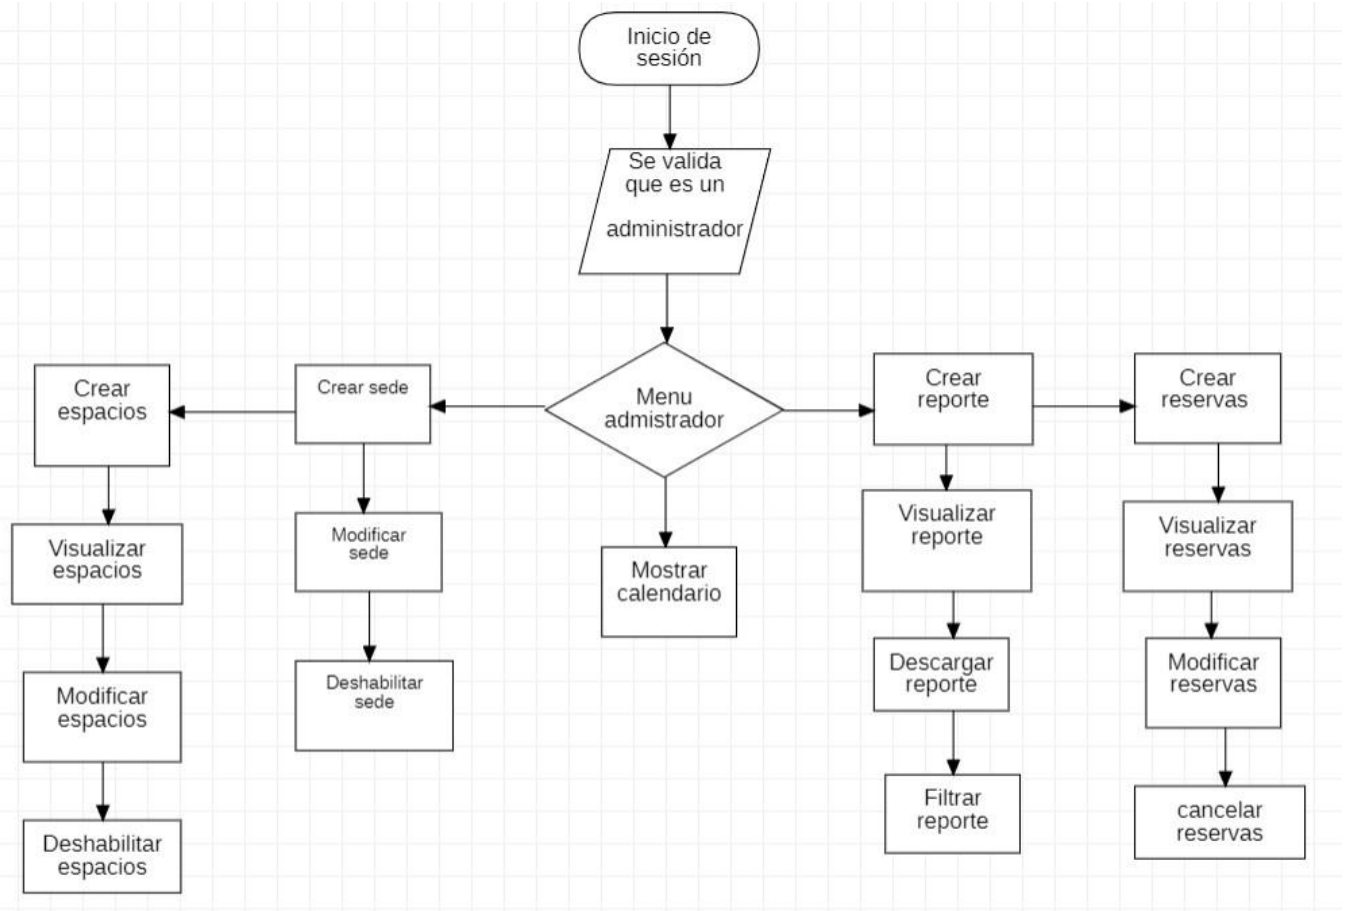 Inicio de
sesión
Se valida
que es un
administrador
Menu
admistrador
Crear
espacios
Crear sede
Crear
reporte
Crear
reservas
Visualizar
espacios
Modificar
sede
Mostrar
calendario
Visualizar
reporte
Visualizar
reservas
Modificar
espacios
Deshabilitar
sede
Descargar
reporte
Modificar
reservas
Deshabilitar
espacios
Filtrar
reporte
cancelar
reservas